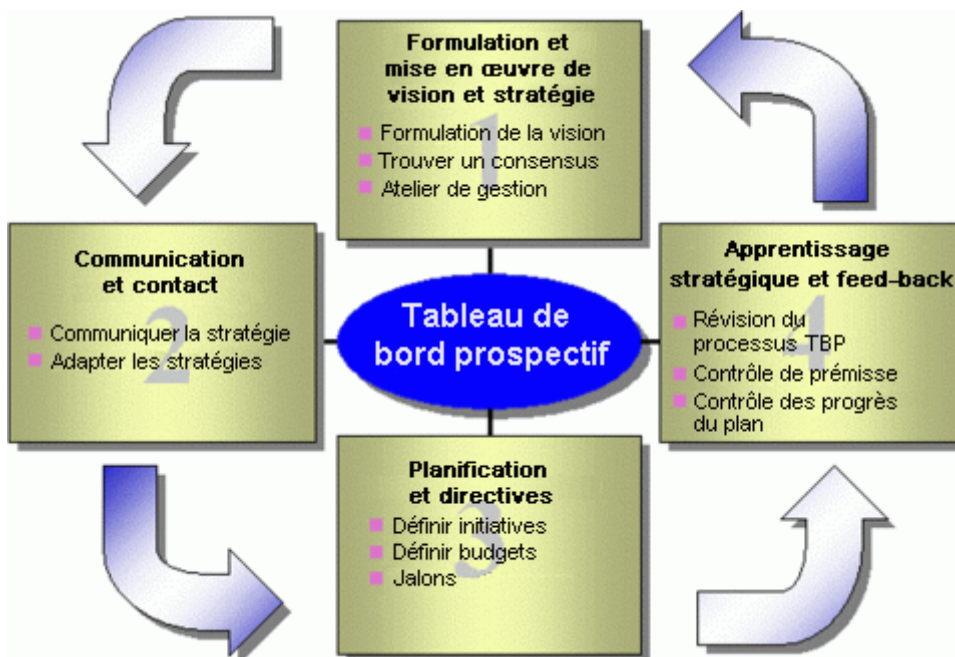 Formulation et
mise en œuvre de
vision et stratégie
1
Formulation de la vision
Trouver un consensus
Atelier de gestion
Communication
et contact
2
Communiquer la stratégie
Adapter les stratégies
Tableau de
bord prospectif
Planification
et directives
3
Définir initiatives
Définir budgets
Jalons
Apprentissage
stratégique et feed-back
4
Révision du
processus TBP
Contrôle de prémisse
Contrôle des progrès
du plan